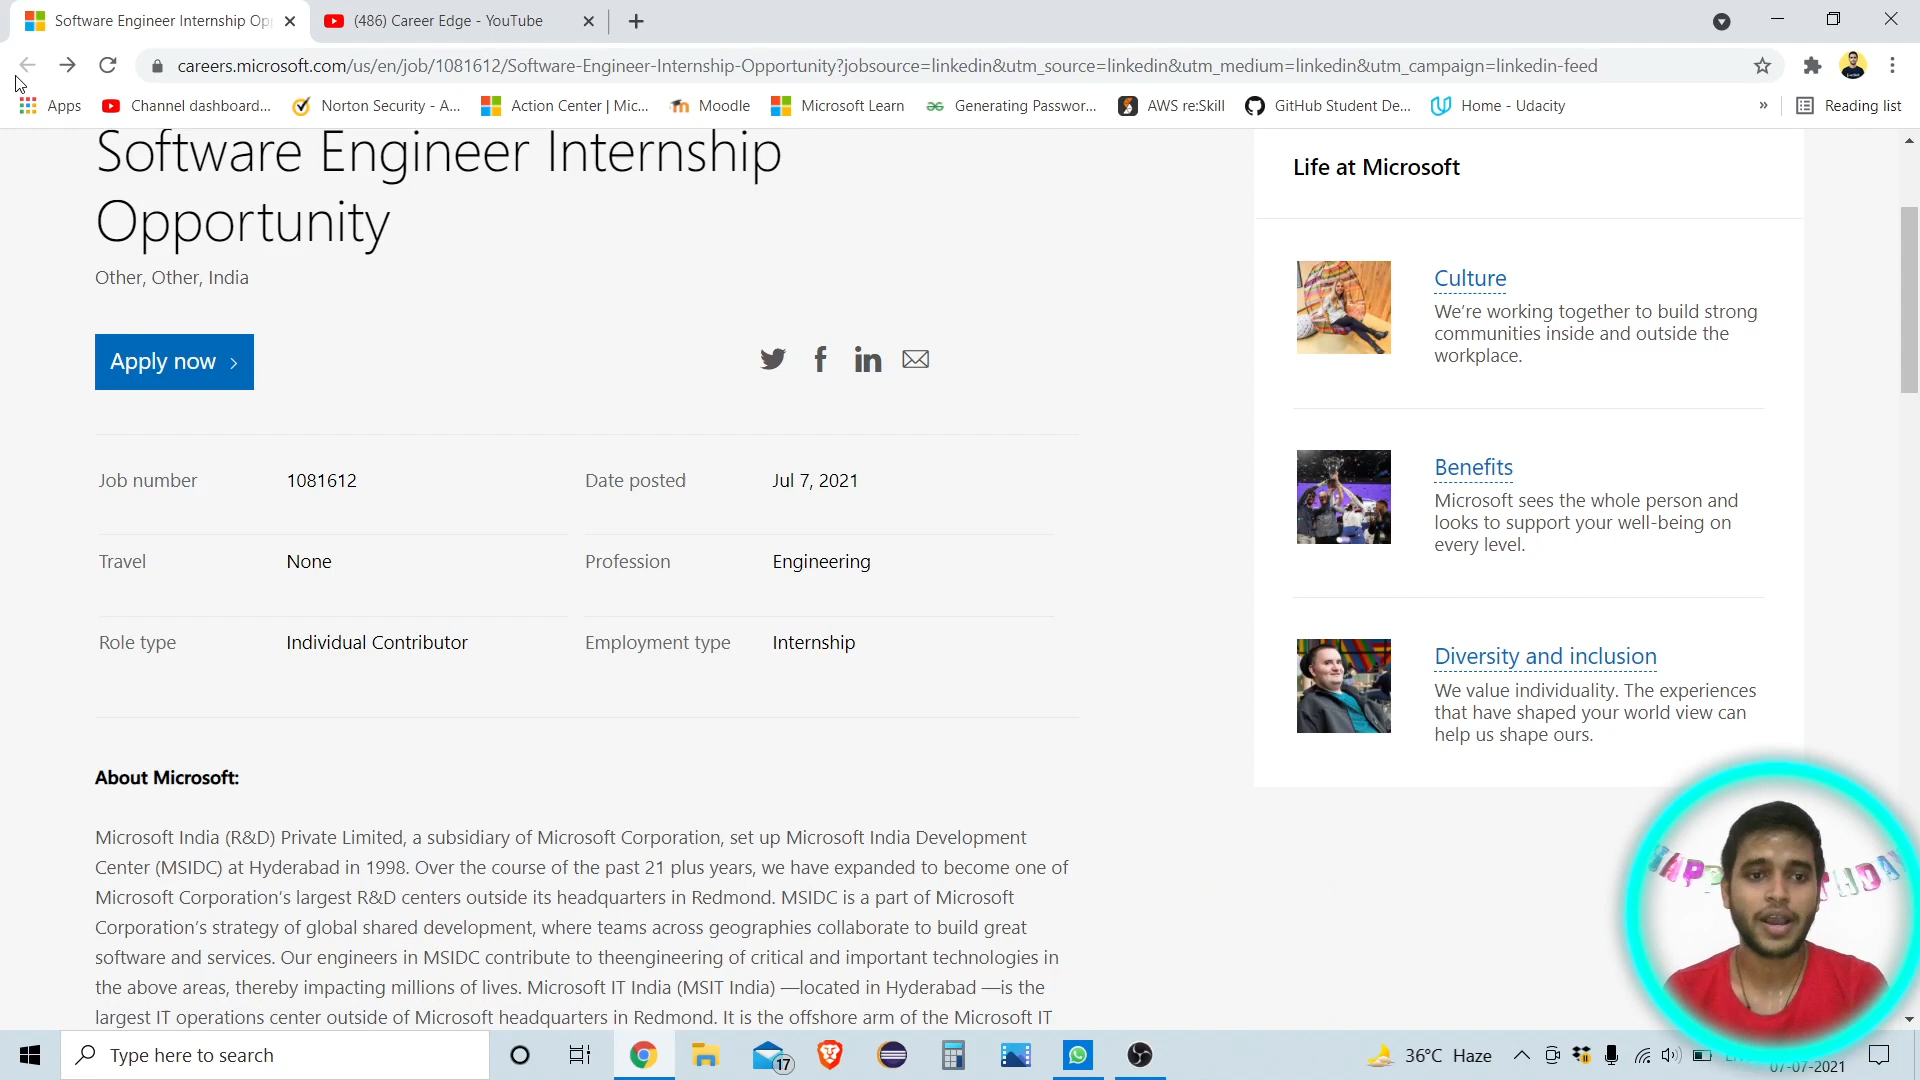 Software Engineer Internship Op
(486) Career Edge - YouTube
careers.microsoft.com/us/en/job/1081612/Software-Engineer-Internship-Opportunity?jobsource=linkedin&utm_source=linkedin&utm_medium=linkedin&utm_campaign=linkedin-feed
Apps
Channel dashboard...
Norton Security - A...
Action Center | Mic...
Moodle
Microsoft Learn
Generating Passwor...
AWS re:Skill
GitHub Student De...
Home - Udacity
»
Reading list
Software Engineer Internship
Opportunity
Other, Other, India
Apply now >
Job number 1081612 Date posted Jul 7, 2021
Travel None Profession Engineering
Role type Individual Contributor Employment type Internship
About Microsoft:
Microsoft India (R&D) Private Limited, a subsidiary of Microsoft Corporation, set up Microsoft India Development
Center (MSIDC) at Hyderabad in 1998. Over the course of the past 21 plus years, we have expanded to become one of
Microsoft Corporation's largest R&D centers outside its headquarters in Redmond. MSIDC is a part of Microsoft
Corporation's strategy of global shared development, where teams across geographies collaborate to build great
software and services. Our engineers in MSIDC contribute to theengineering of critical and important technologies in
the above areas, thereby impacting millions of lives. Microsoft IT India (MSIT India) —located in Hyderabad —is the
largest IT operations center outside of Microsoft headquarters in Redmond. It is the offshore arm of the Microsoft IT
Life at Microsoft
Culture
We're working together to build strong
communities inside and outside the
workplace.
Benefits
Microsoft sees the whole person and
looks to support your well-being on
every level.
Diversity and inclusion
We value individuality. The experiences
that have shaped your world view can
help us shape ours.
Type here to search
17
36°C Haze
07-07-2021